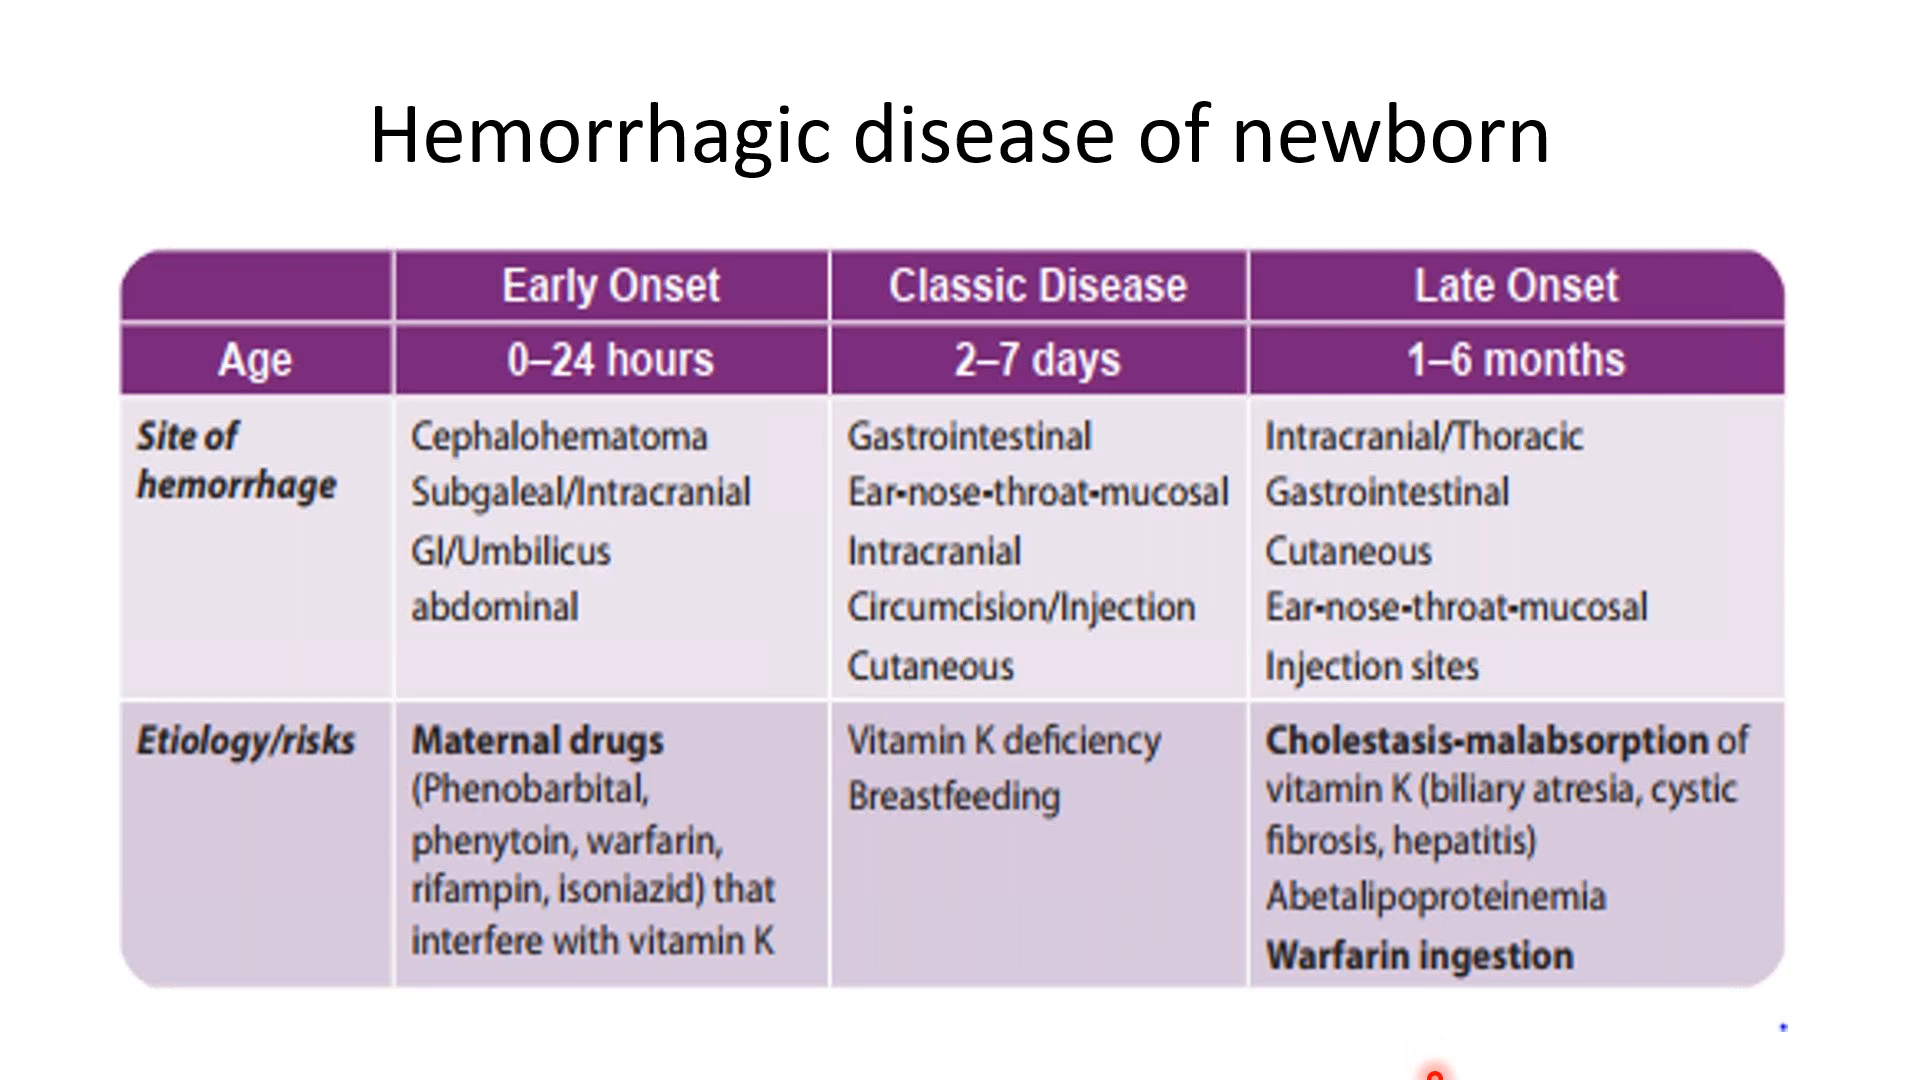 Hemorrhagic disease of newborn
Early Onset
Classic Disease
Late Onset
Age
0–24 hours
2–7 days
1–6 months
Site of
hemorrhage
Cephalohematoma
Subgaleal/Intracranial
GI/Umbilicus
abdominal
Gastrointestinal
Ear-nose-throat-mucosal
Intracranial
Circumcision/Injection
Cutaneous
Intracranial/Thoracic
Gastrointestinal
Cutaneous
Ear-nose-throat-mucosal
Injection sites
Etiology/risks
Maternal drugs
(Phenobarbital,
phenytoin, warfarin,
rifampin, isoniazid) that
interfere with vitamin K
Vitamin K deficiency
Breastfeeding
Cholestasis-malabsorption of
vitamin K (biliary atresia, cystic
fibrosis, hepatitis)
Abetalipoproteinemia
Warfarin ingestion